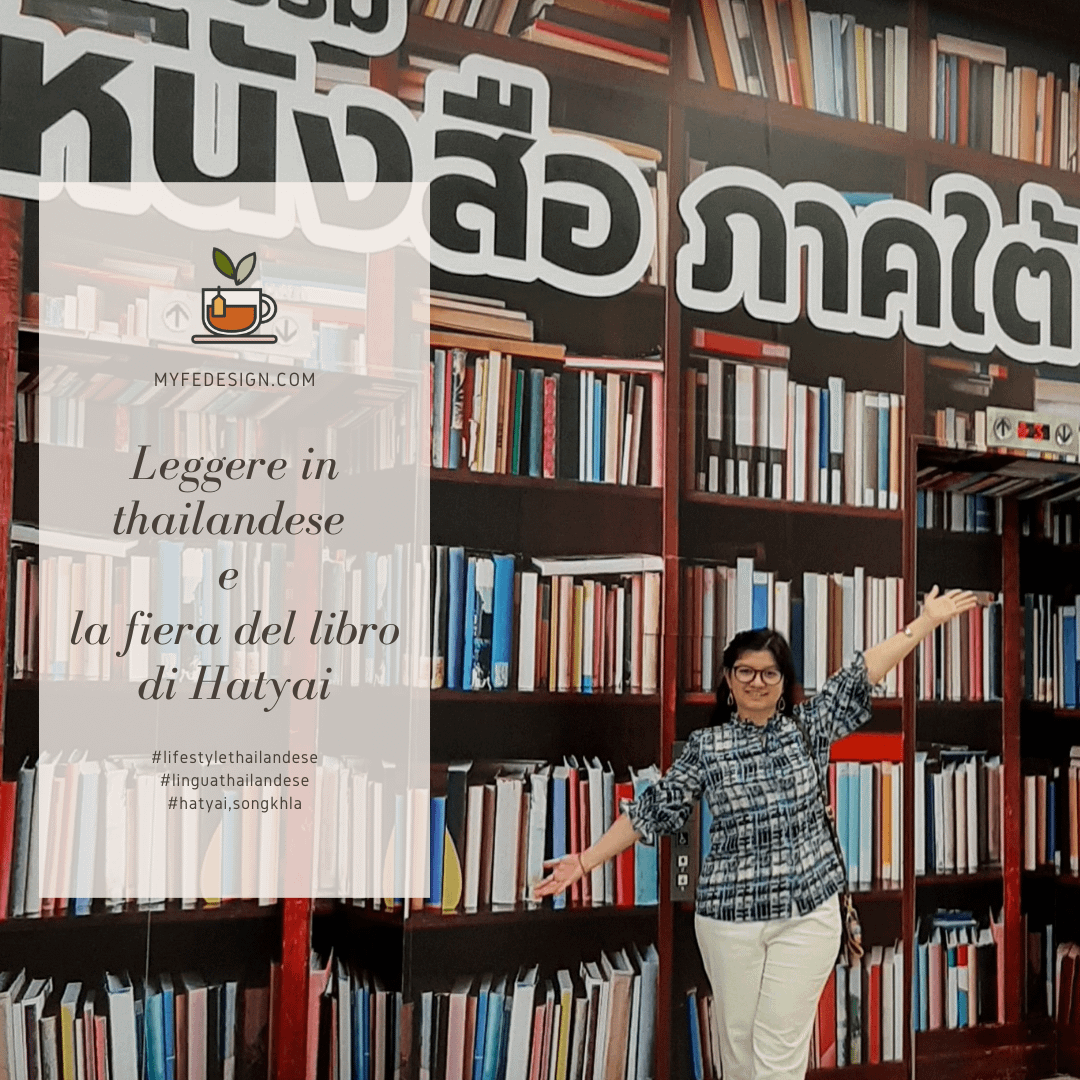 หนังสือ ภาคใต้
MYFEDESIGN.COM
Leggere in
thailandese
e
la fiera del libro
di Hatyai
#lifestylethailandese
#linguathailandese
#hatyai,songkhla